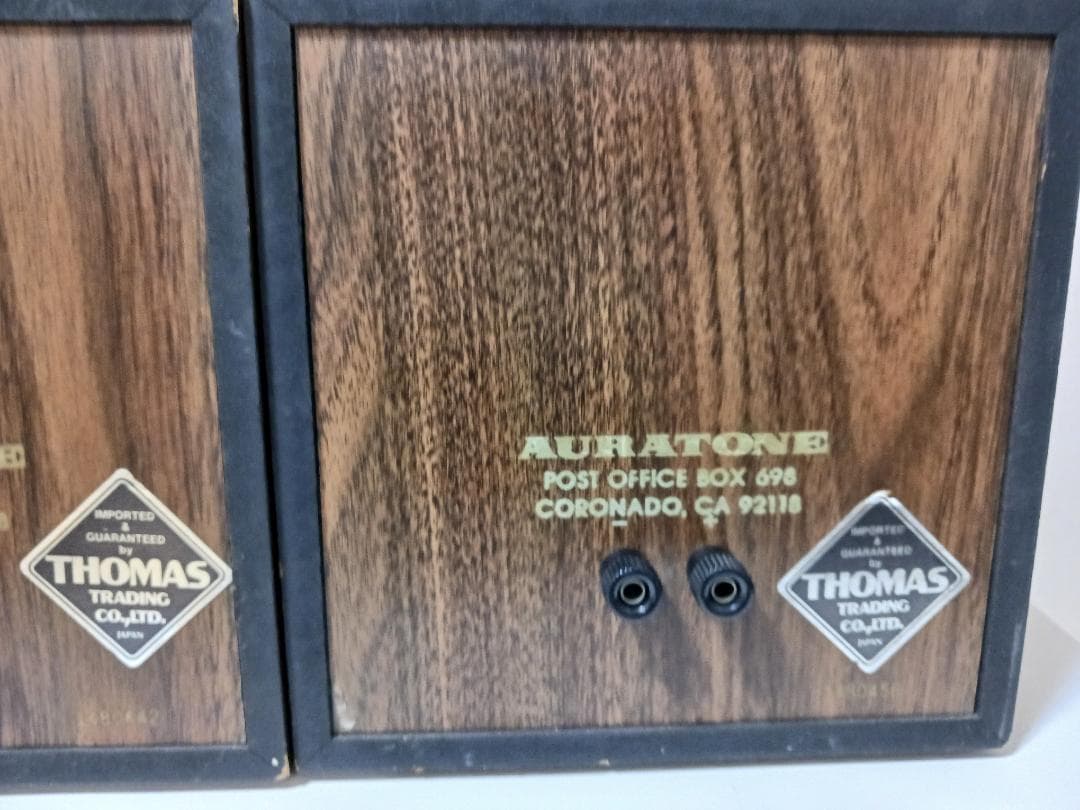 E
8
IMPORTED
&
GUARANTEED
by
THOMAS
TRADING
CO.,LTD.
JAPAN
AURATONE
POST OFFICE BOX 698
CORONADO, CA 92118
- +
IMPORTED
&
GUARANTEED
by
THOMAS
TRADING
CO.,LTD.
JAPAN